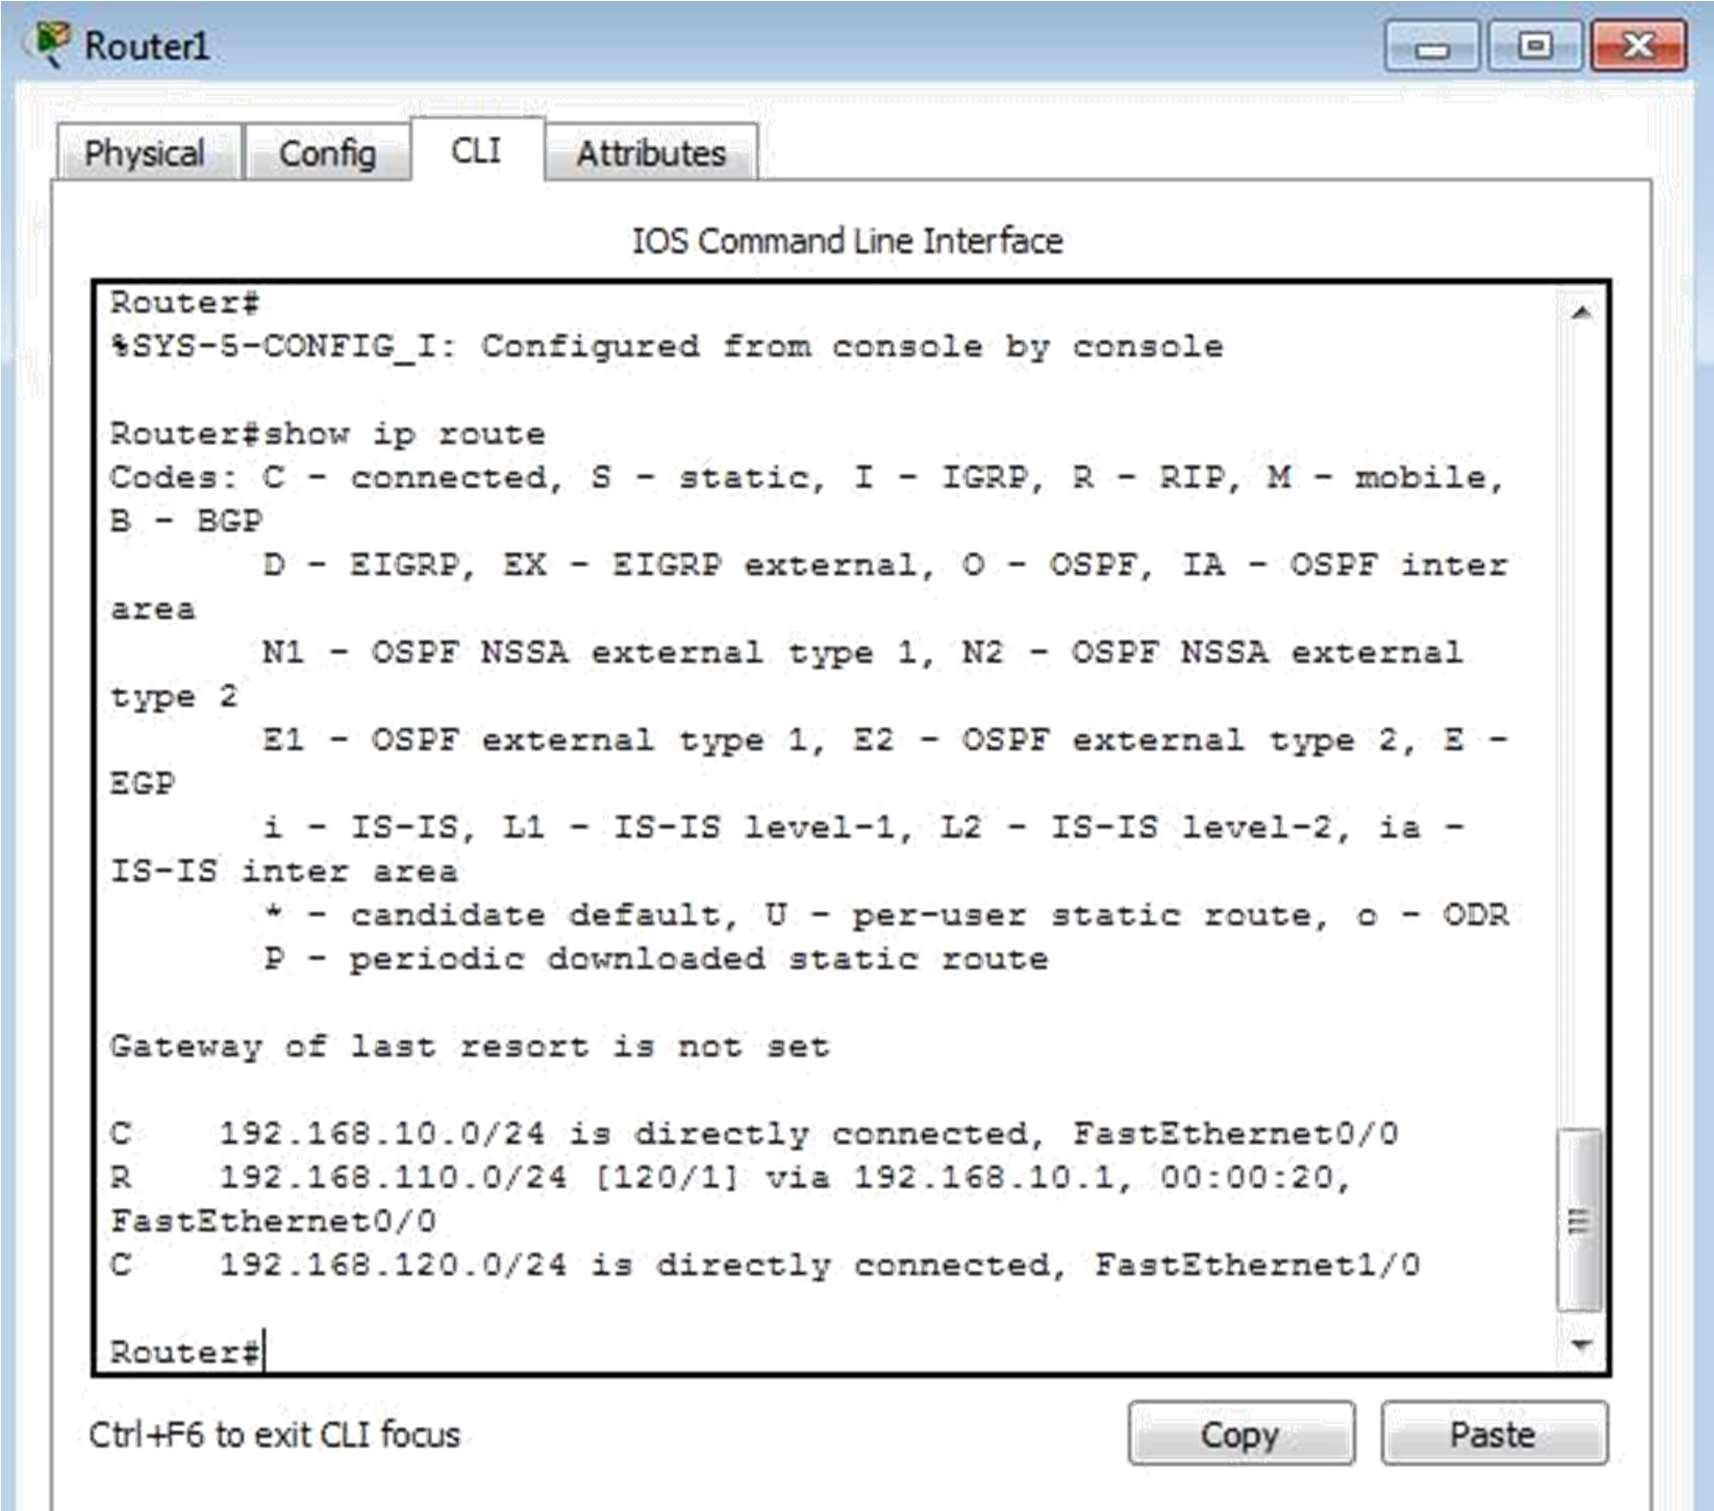 Router1
Physical Config CLI Attributes
IOS Command Line Interface
Router#
%SYS-5-CONFIG_I: Configured from console by console
Router#show ip route
Codes: C - connected, S - static, I - IGRP, R - RIP, M - mobile,
B - BGP
D - EIGRP, EX - EIGRP external, O - OSPF, IA - OSPF inter
area
N1 - OSPF NSSA external type 1, N2 - OSPF NSSA external
type 2
E1 - OSPF external type 1, E2 - OSPF external type 2, E -
EGP
i - IS-IS, L1 - IS-IS level-1, L2 - IS-IS level-2, ia -
IS-IS inter area
* - candidate default, U - per-user static route, o - ODR
P - periodic downloaded static route
Gateway of last resort is not set
C 192.168.10.0/24 is directly connected, FastEthernet0/0
R 192.168.110.0/24 [120/1] via 192.168.10.1, 00:00:20,
FastEthernet0/0
C 192.168.120.0/24 is directly connected, FastEthernet1/0
Router#
Ctrl+F6 to exit CLI focus Copy Paste